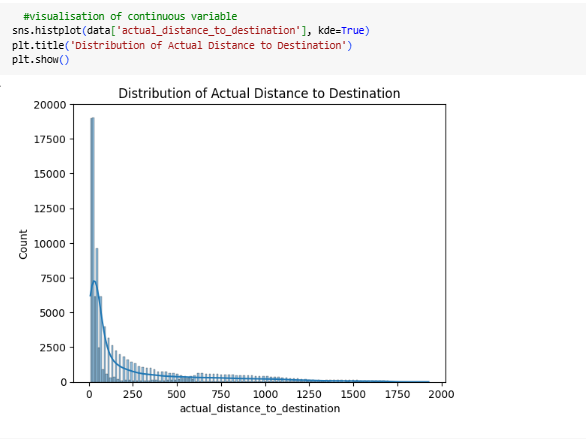 #visualisation of continuous variable
sns.histplot(data['actual_distance_to_destination'], kde=True)
plt.title('Distribution of Actual Distance to Destination')
plt.show()
Distribution of Actual Distance to Destination
20000
17500
15000
12500
10000
7500
5000
2500
0
Count
0 250 500 750 1000 1250 1500 1750 2000
actual_distance_to_destination